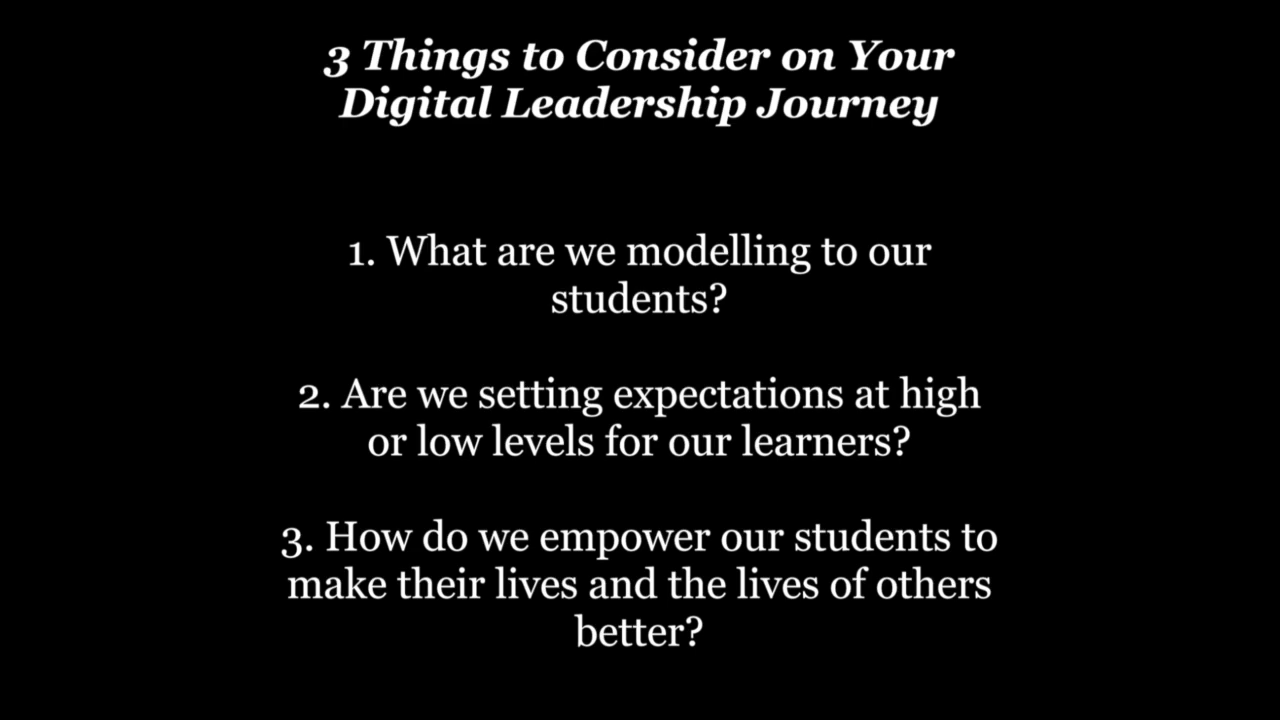 3 Things to Consider on Your
Digital Leadership Journey
1. What are we modelling to our
students?
2. Are we setting expectations at high
or low levels for our learners?
3. How do we empower our students to
make their lives and the lives of others
better?